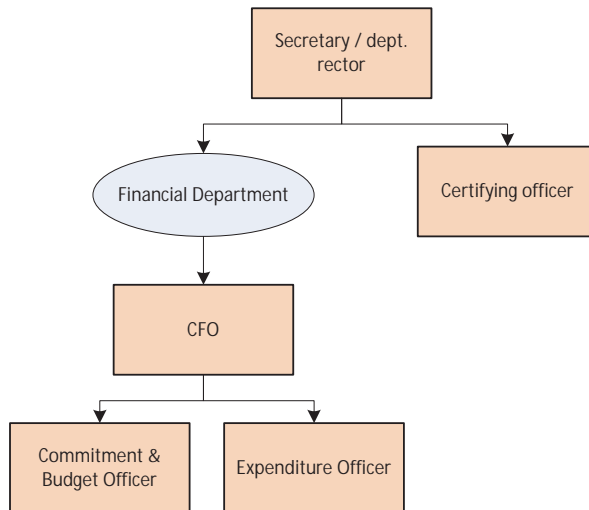 Secretary / dept.
rector
Financial Department
Certifying officer
CFO
Commitment &
Budget Officer
Expenditure Officer